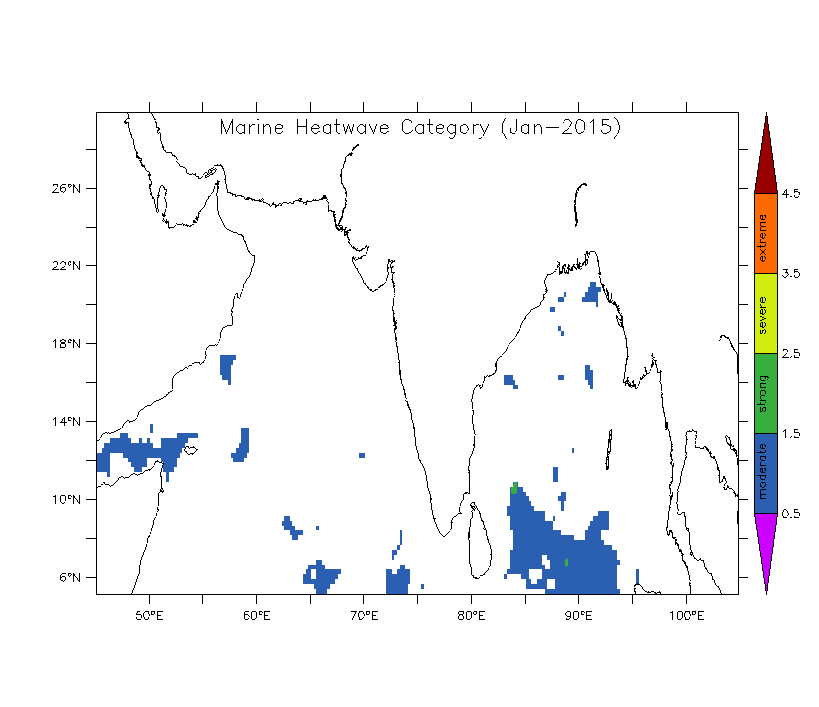 Marine Heatwave Category (Jan-2015)
26°N
22°N
18°N
14°N
10°N
6°N
50°E 60°E 70°E 80°E 90°E 100°E
4.5
extreme
3.5
severe
2.5
strong
1.5
moderate
0.5